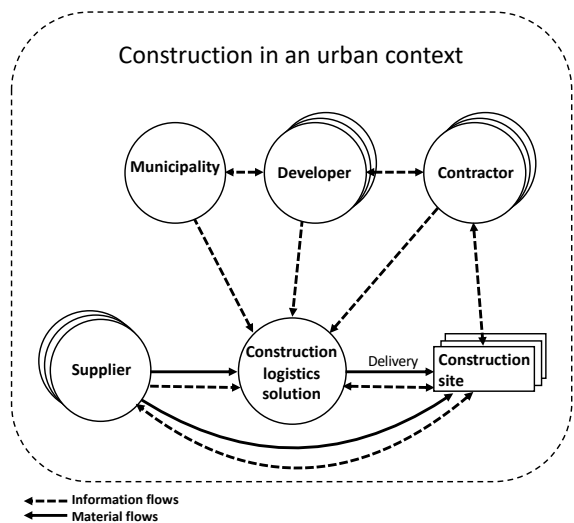 Construction in an urban context
Municipality
Developer
Contractor
Supplier
Construction
logistics
solution
Delivery
Construction
site
Information flows
Material flows